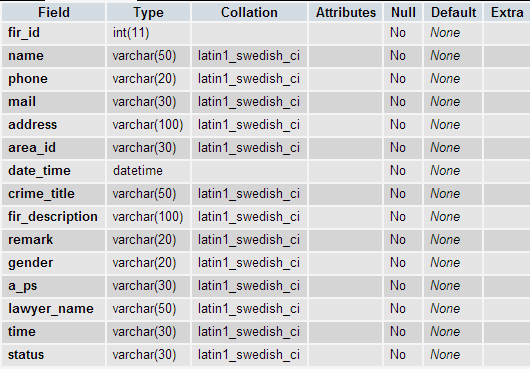 Field Type Collation Attributes Null Default Extra
fir_id int(11) No None
name varchar(50) latin1_swedish_ci No None
phone varchar(20) latin1_swedish_ci No None
mail varchar(30) latin1_swedish_ci No None
address varchar(100) latin1_swedish_ci No None
area_id varchar(30) latin1_swedish_ci No None
date_time datetime No None
crime_title varchar(50) latin1_swedish_ci No None
fir_description varchar(100) latin1_swedish_ci No None
remark varchar(20) latin1_swedish_ci No None
gender varchar(20) latin1_swedish_ci No None
a_ps varchar(30) latin1_swedish_ci No None
lawyer_name varchar(50) latin1_swedish_ci No None
time varchar(30) latin1_swedish_ci No None
status varchar(30) latin1_swedish_ci No None